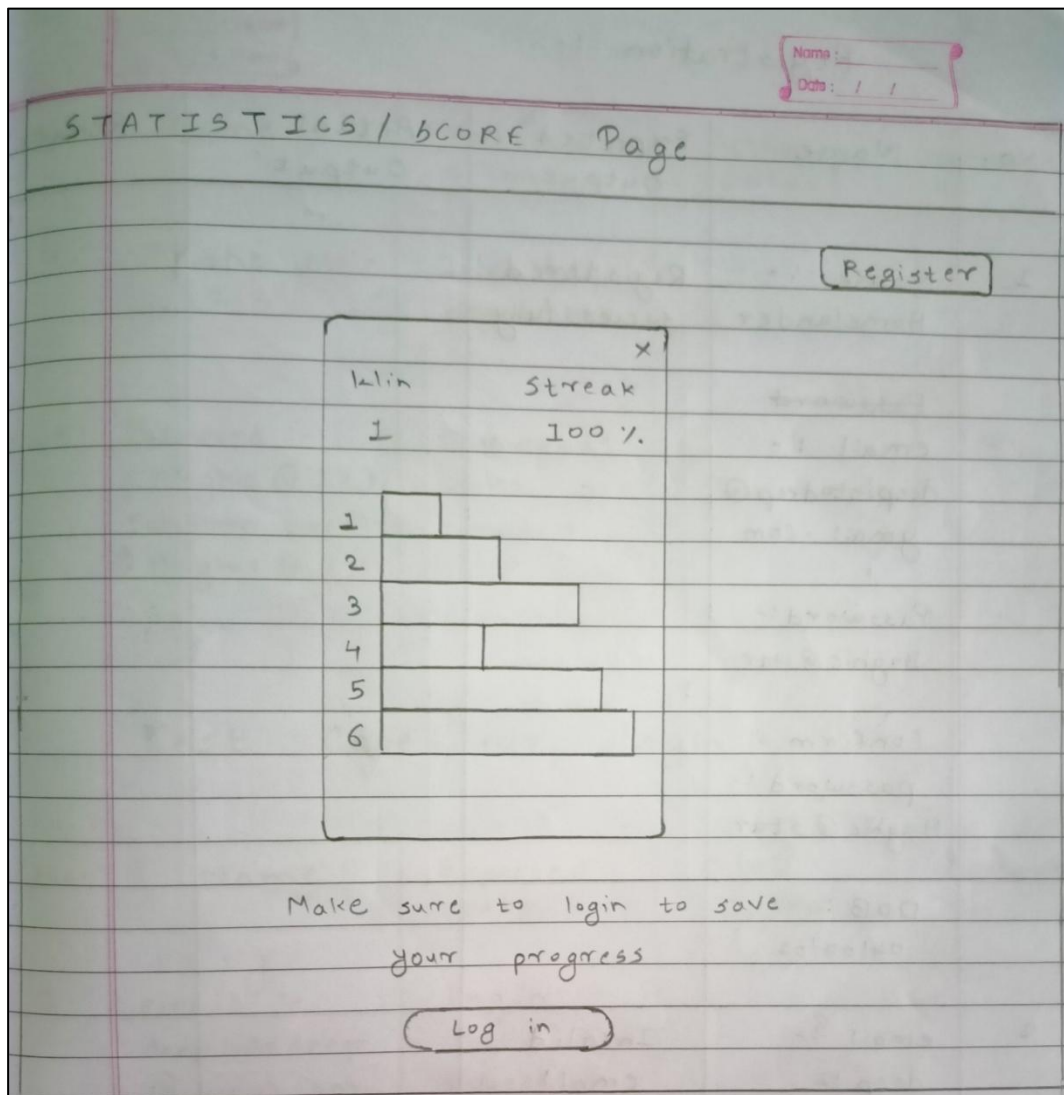 Name :
Date : / /
STATISTICS / SCORE Page
Register
x
Win Streak
1 100 %.
1
2
3
4
5
6
Make sure to login to save
your progress
Log in